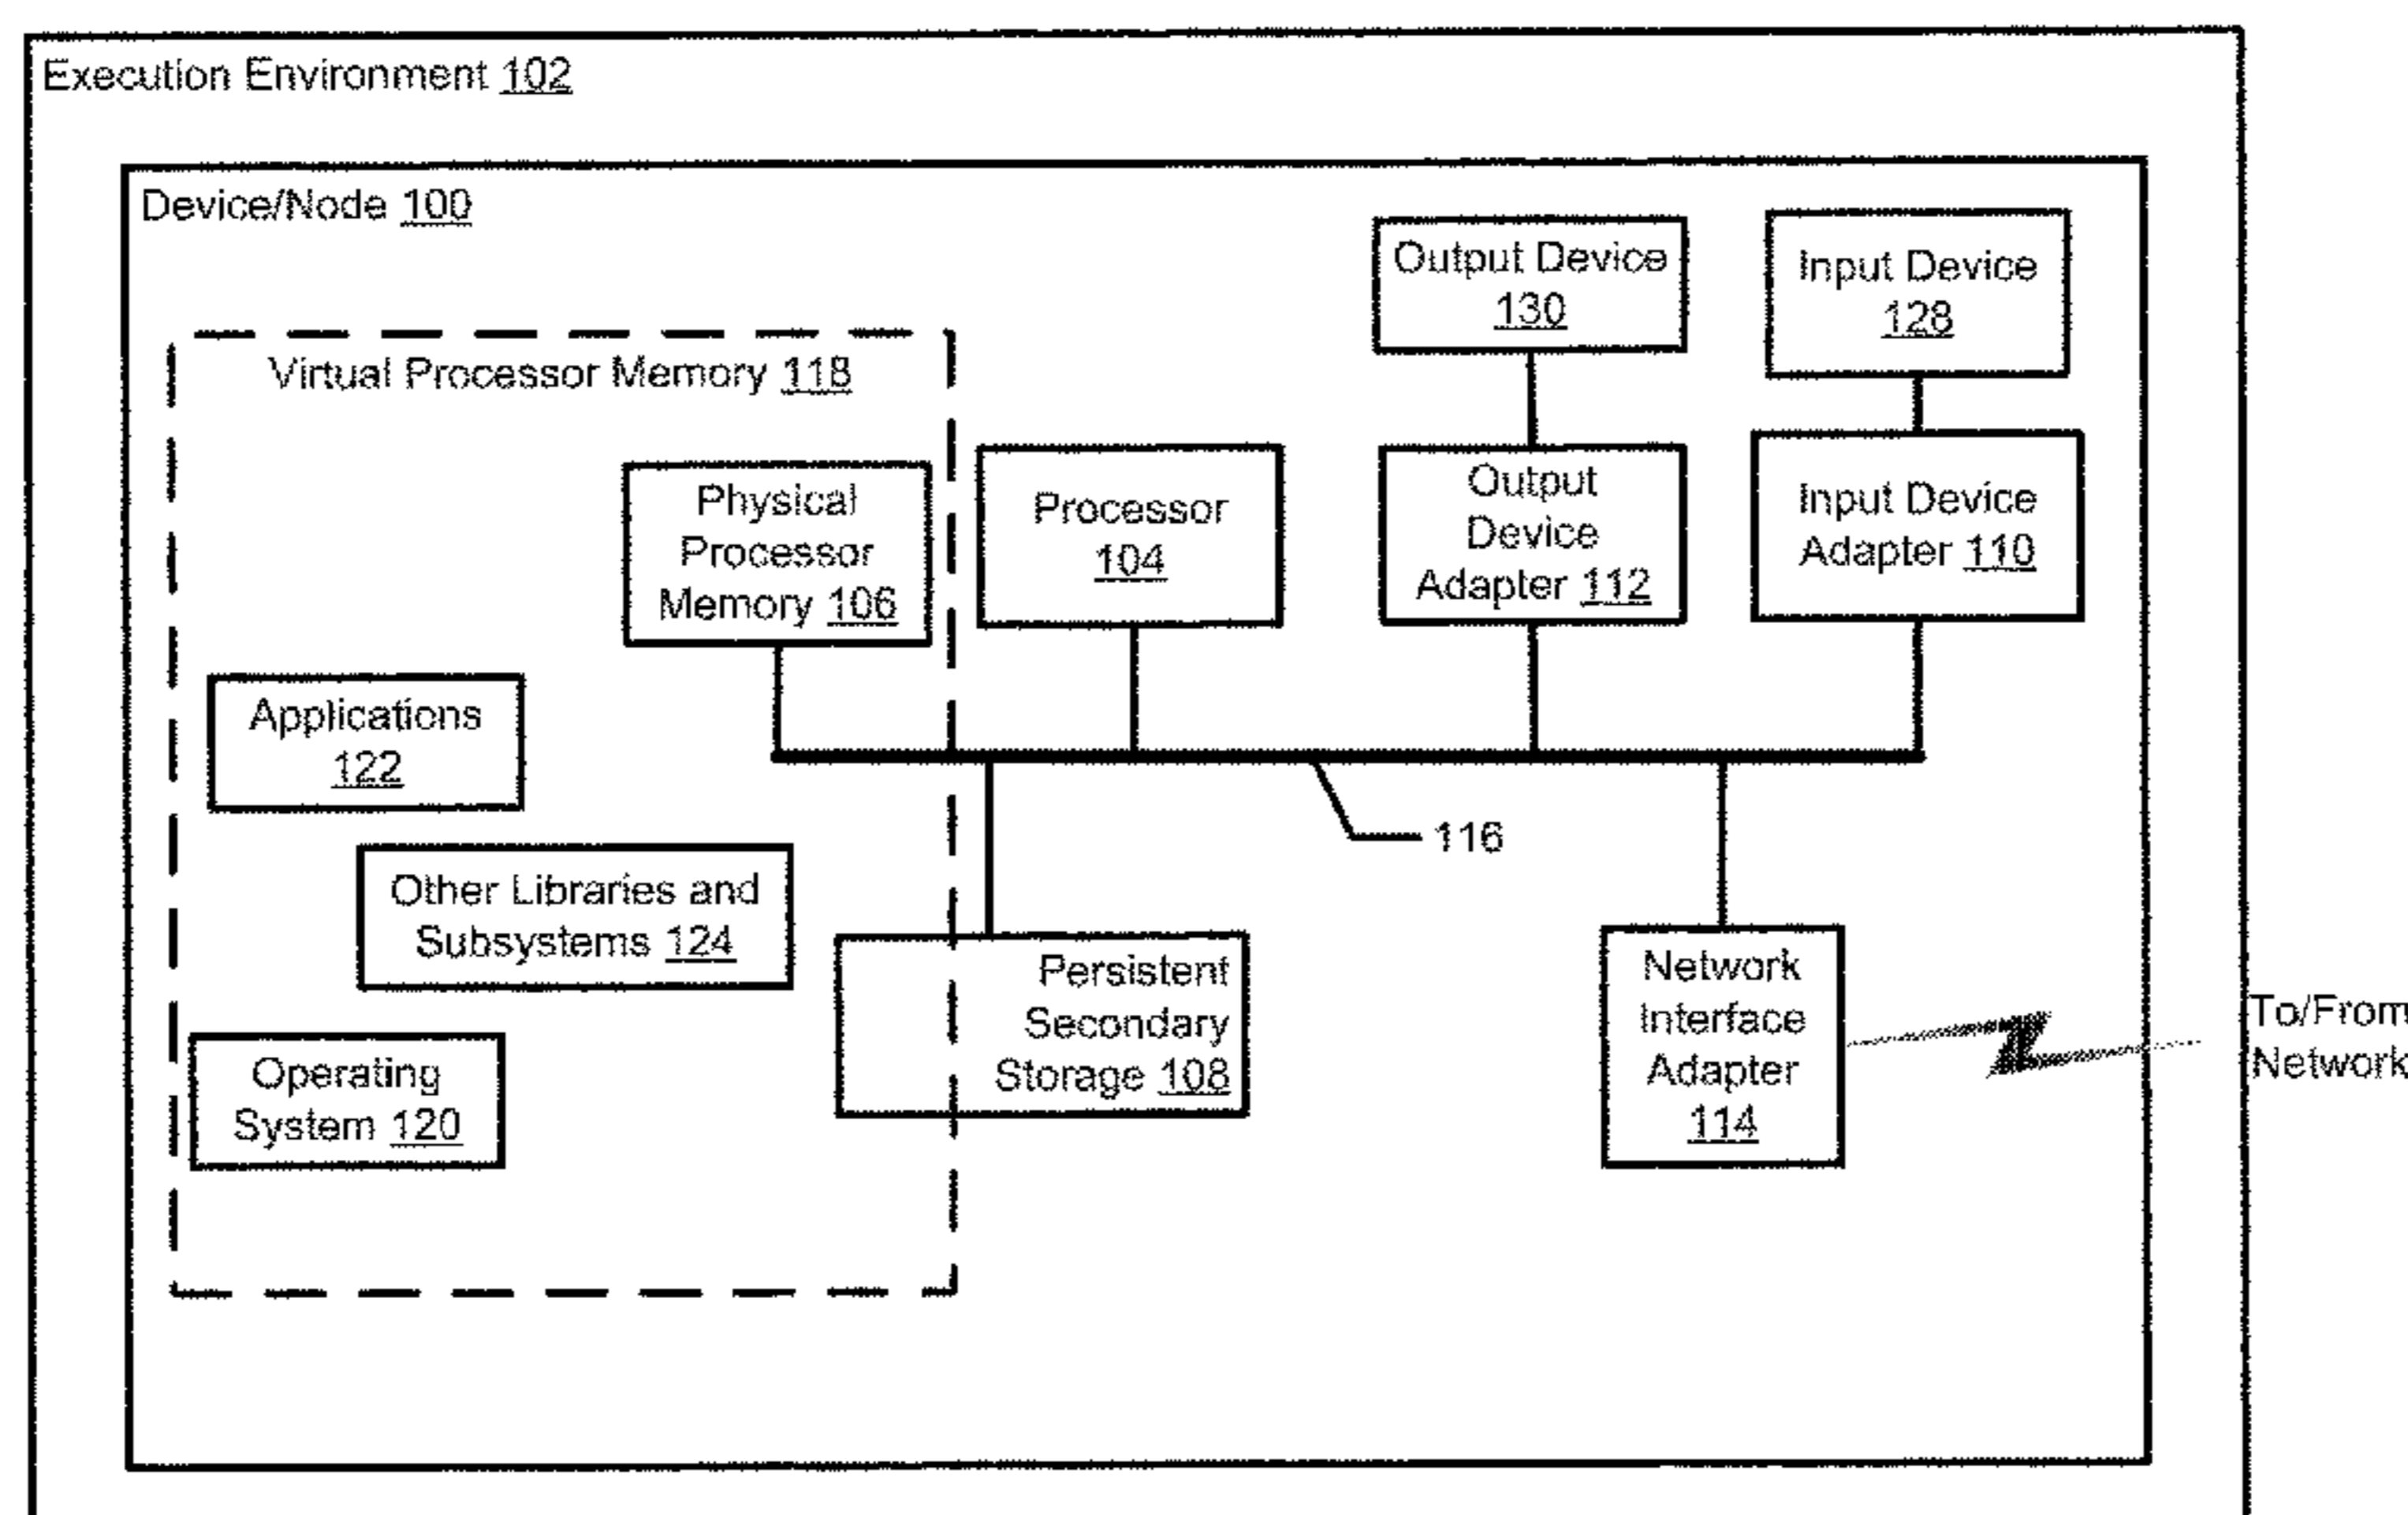 Execution Environment 102
Device/Node 100
Output Device
130
Input Device
128
Virtual Processor Memory 118
Physical
Processor
Memory 106
Processor
104
Output
Device
Adapter 112
Input Device
Adapter 110
Applications
122
116
Other Libraries and
Subsystems 124
Persistent
Secondary
Storage 108
Network
Interface
Adapter
114
To/From
Network
Operating
System 120